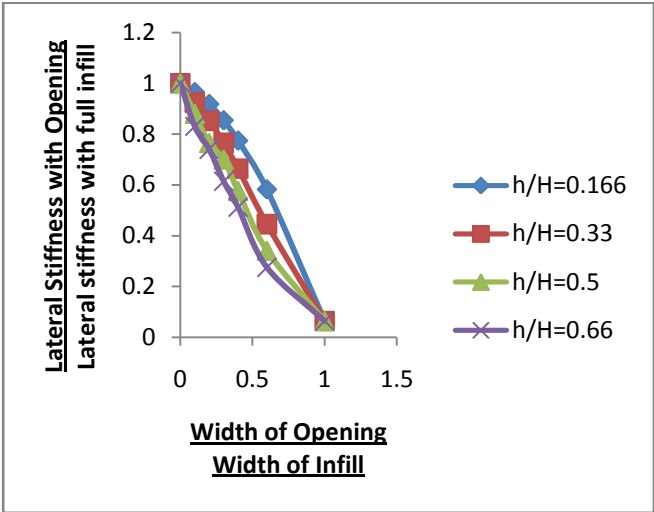 Lateral Stiffness with Opening
Lateral stiffness with full infill
1.2
1
0.8
0.6
0.4
0.2
0
0 0.5 1 1.5
Width of Opening
Width of Infill
h/H=0.166
h/H=0.33
h/H=0.5
h/H=0.66